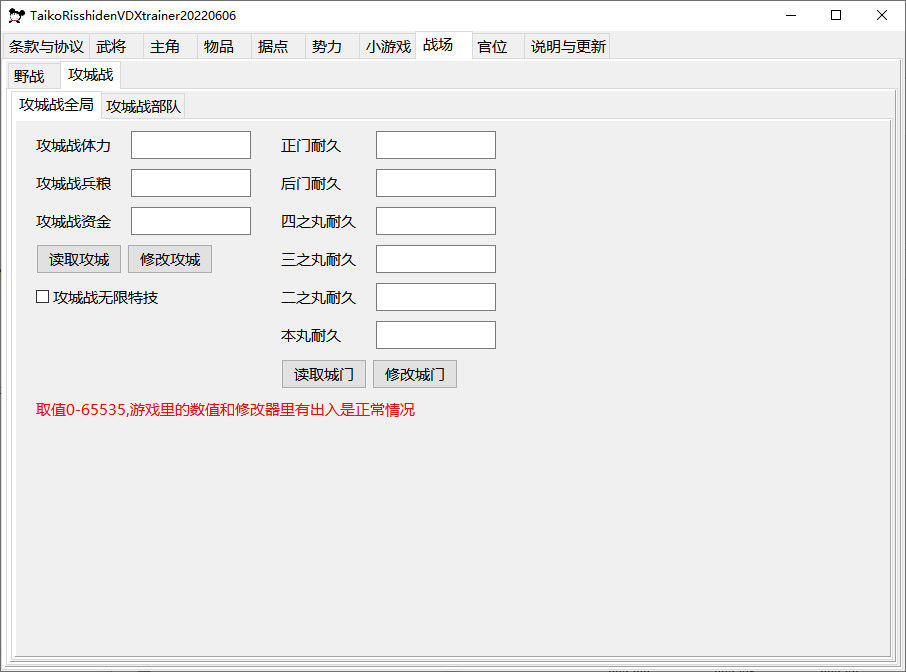 TaikoRisshidenVDXtrainer20220606
条款与协议 武将 主角 物品 据点 势力 小游戏 战场 官位 说明与更新
野战 攻城战
攻城战全局 攻城战部队
攻城战体力 正门耐久
攻城战兵粮 后门耐久
攻城战资金 四之丸耐久
读取攻城 修改攻城 三之丸耐久
攻城战无限特技 二之丸耐久
本丸耐久
读取城门 修改城门
取值0-65535,游戏里的数值和修改器里有出入是正常情况